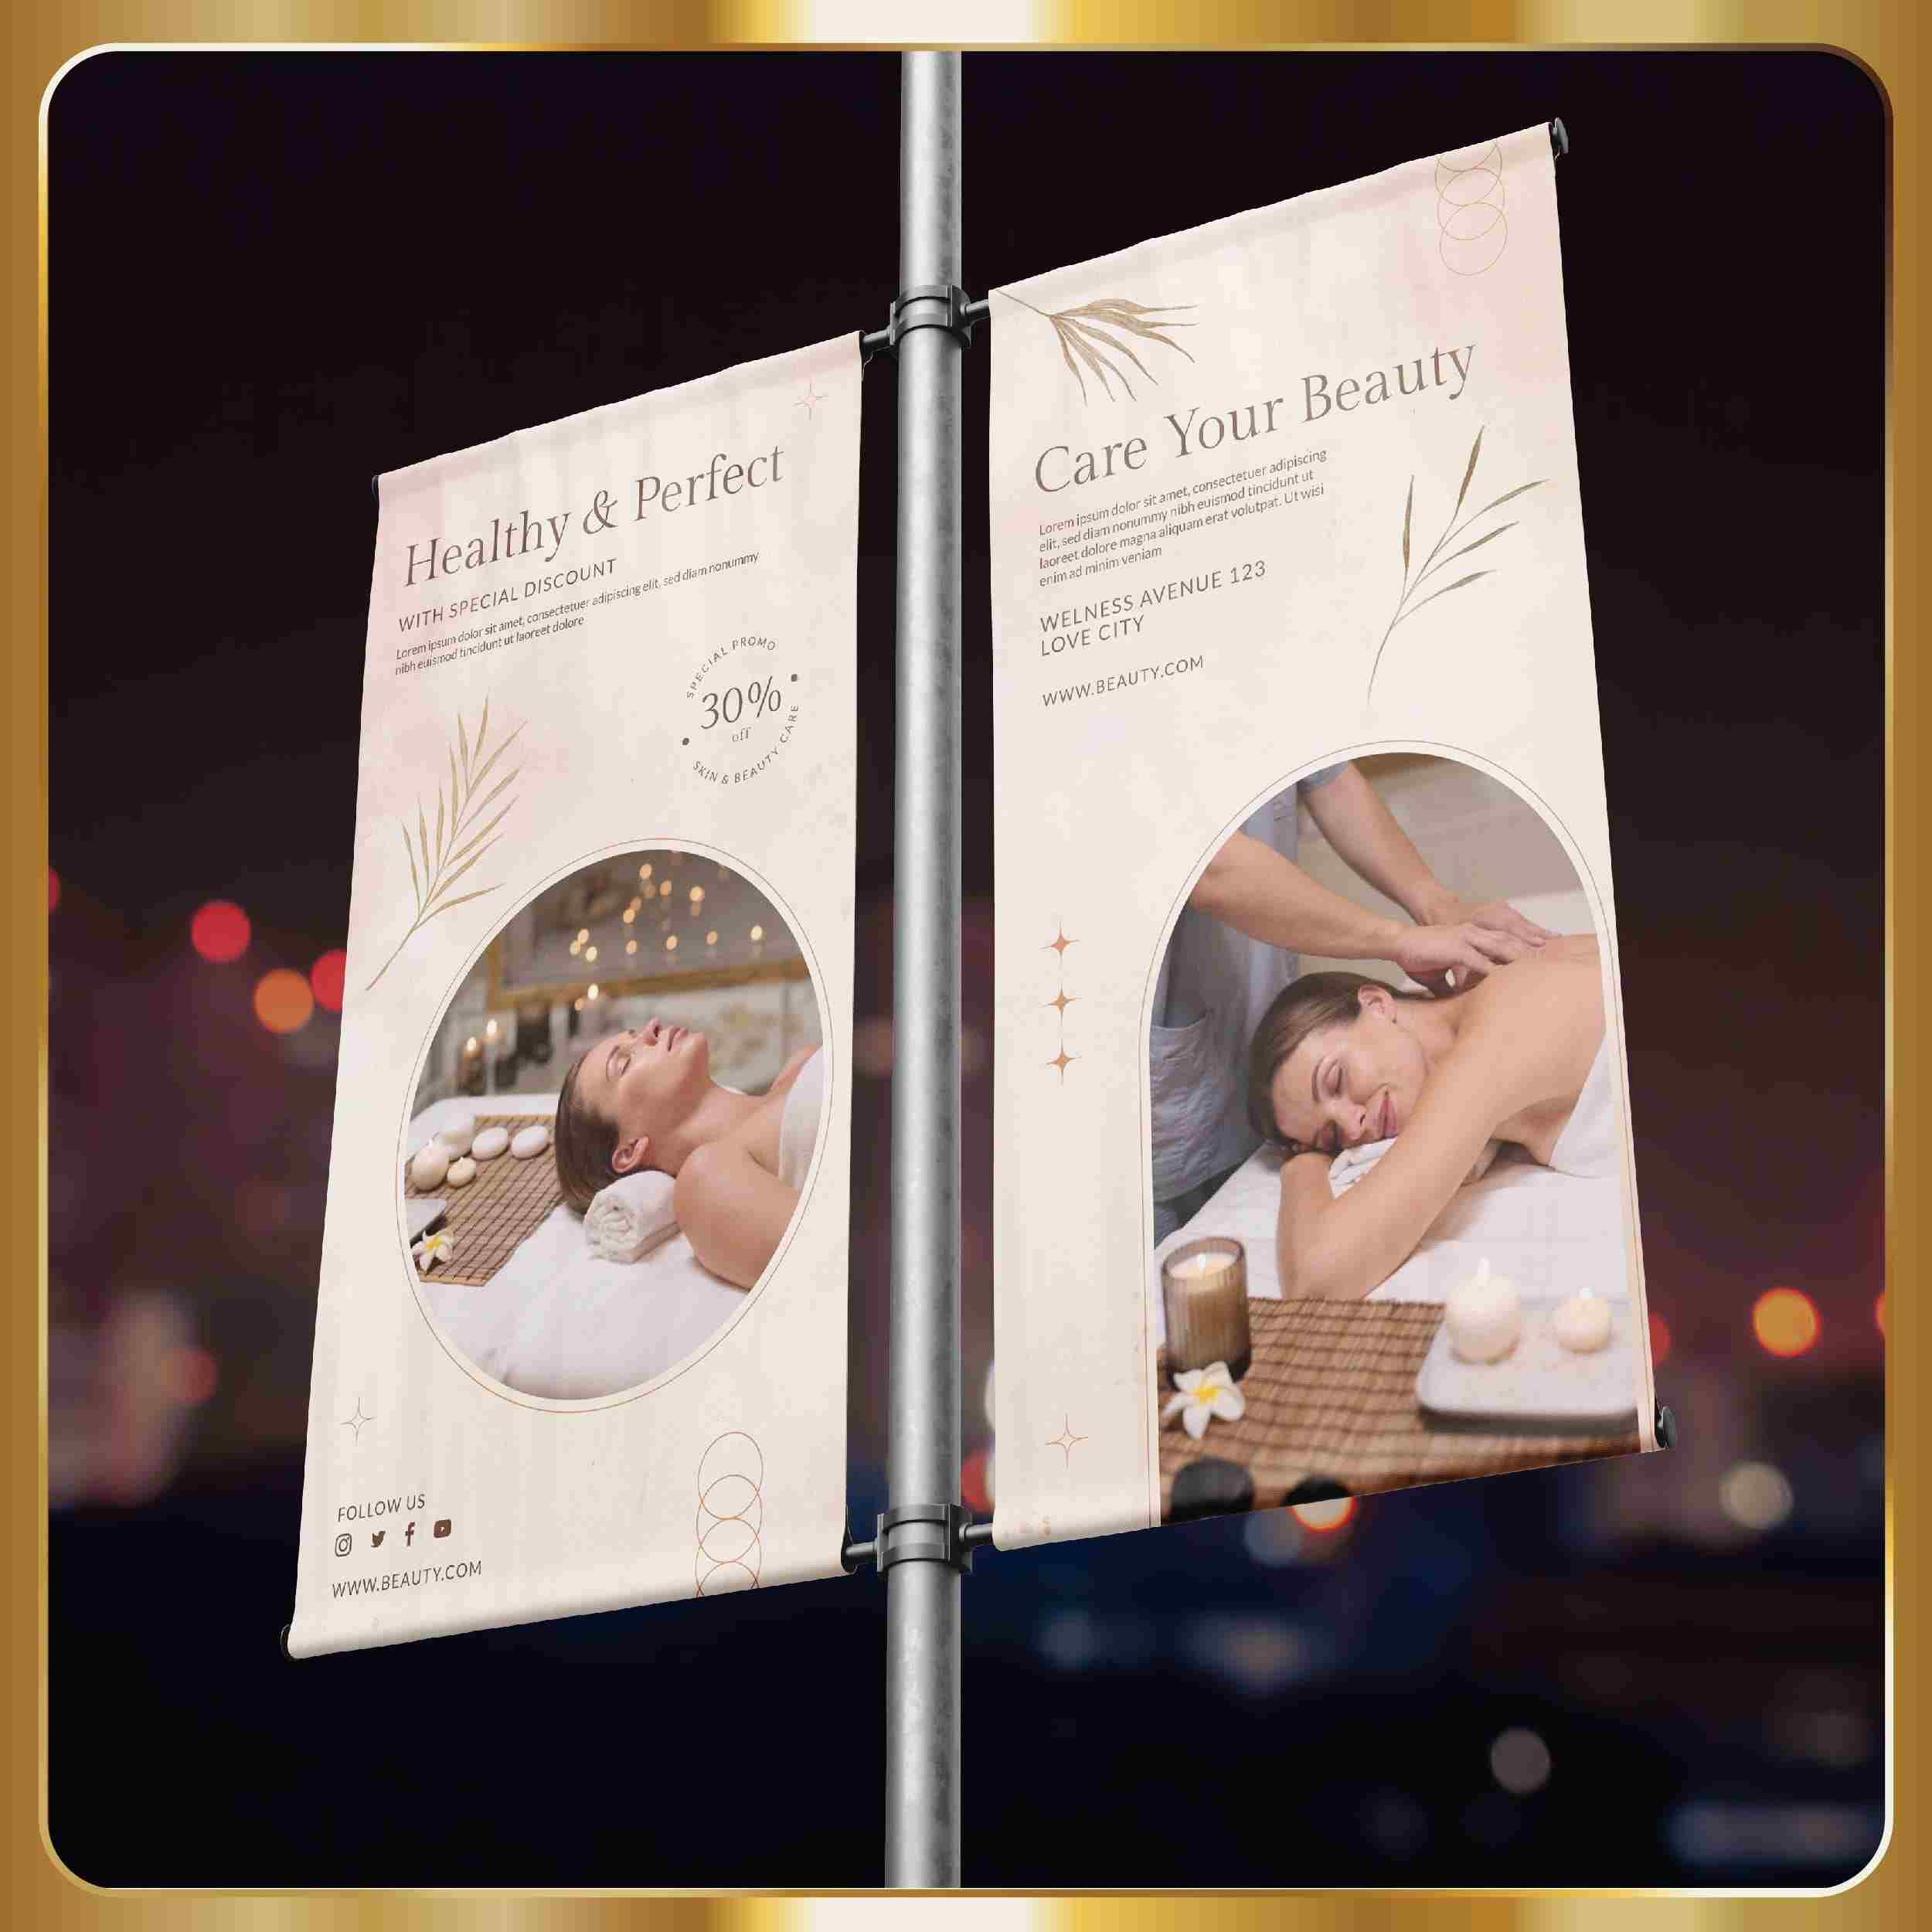 Healthy & Perfect
WITH SPECIAL DISCOUNT
Lorem ipsum dolor sit amet, consectetuer adipiscing elit, sed diam nonummy
nibh euismod tincidunt ut laoreet dolore
SPECIAL PROMO
30%
off
SKIN & BEAUTY CARE
FOLLOW US
WWW.BEAUTY.COM
Care Your Beauty
Lorem ipsum dolor sit amet, consectetuer adipiscing
elit, sed diam nonummy nibh euismod tincidunt ut
laoreet dolore magna aliquam erat volutpat. Ut wisi
enim ad minim veniam
WELNESS AVENUE 123
LOVE CITY
WWW.BEAUTY.COM